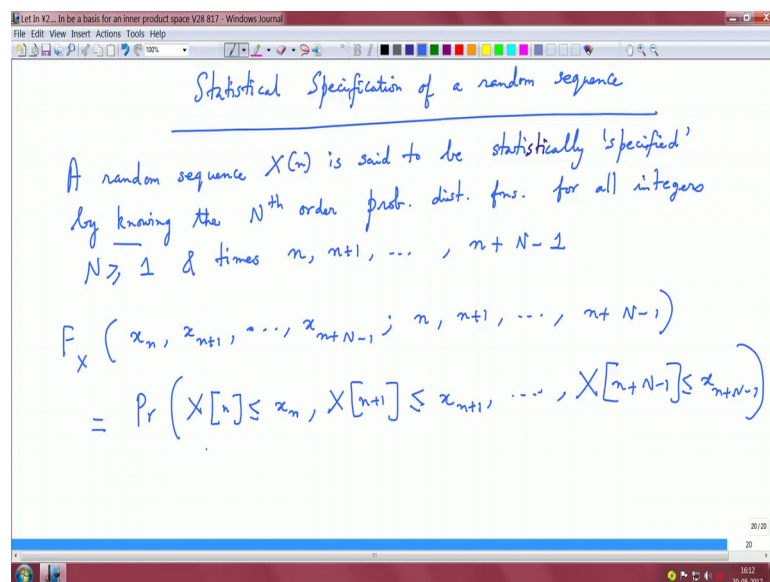 Let In ¥2... In be a basis for an inner product space V28 817 - Windows Journal
File Edit View Insert Actions Tools Help
100%
Statistical Specification of a random sequence
A random sequence X(n) is said to be statistically 'specified'
by knowing the Nth order prob. dist. fns. for all integers
N ≥ 1 & times n, n+1, ... , n + N - 1
F_X ( x_n, x_{n+1}, ..., x_{n+N-1}; n, n+1, ..., n+ N-1)
= Pr ( X[n] ≤ x_n, X[n+1] ≤ x_{n+1}, ...., X[n+N-1] ≤ x_{n+N-1} )
20/20
20
16:12